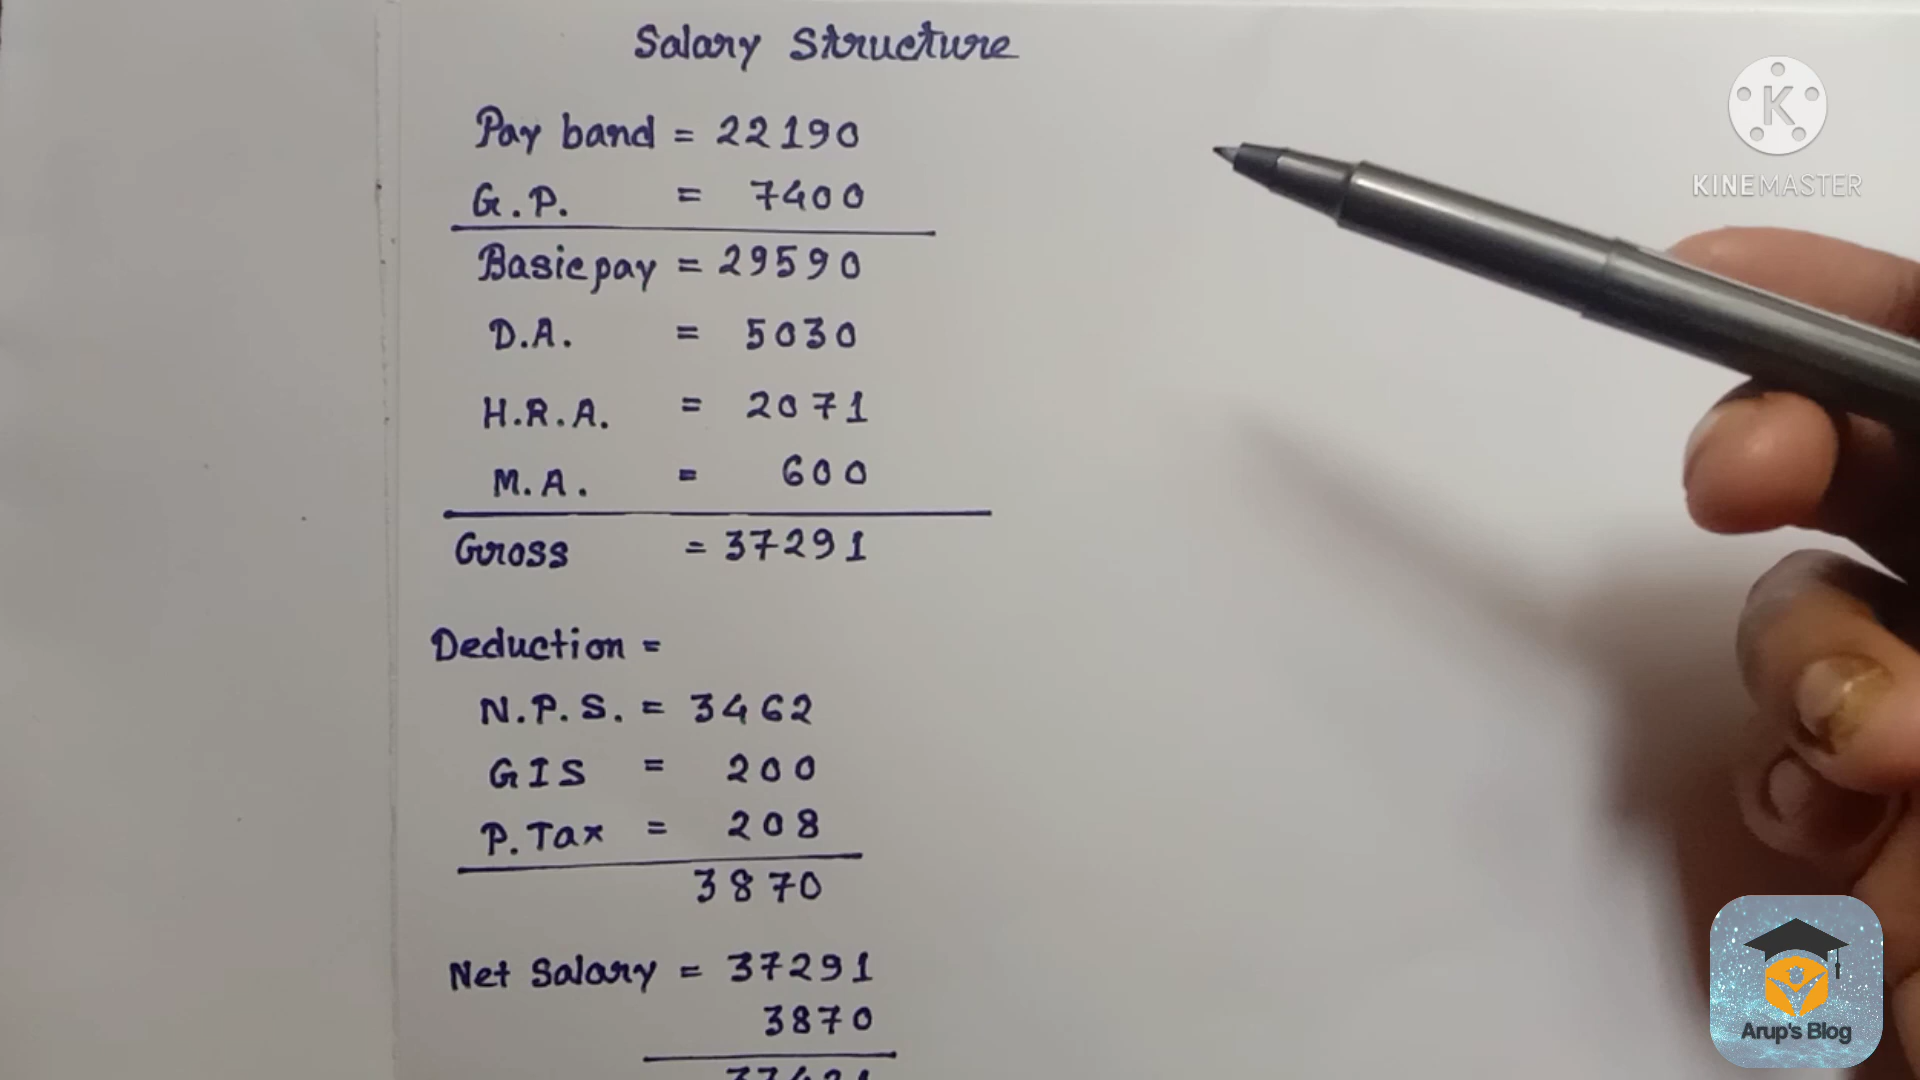 Salary Structure
Pay band = 22190
G.P. = 7400
Basic pay = 29590
D.A. = 5030
H.R.A. = 2071
M.A. = 600
Gross = 37291
Deduction =
N.P.S. = 3462
GIS = 200
P. Tax = 208
3870
Net Salary = 37291
3870
K
KINEMASTER
Arup's Blog